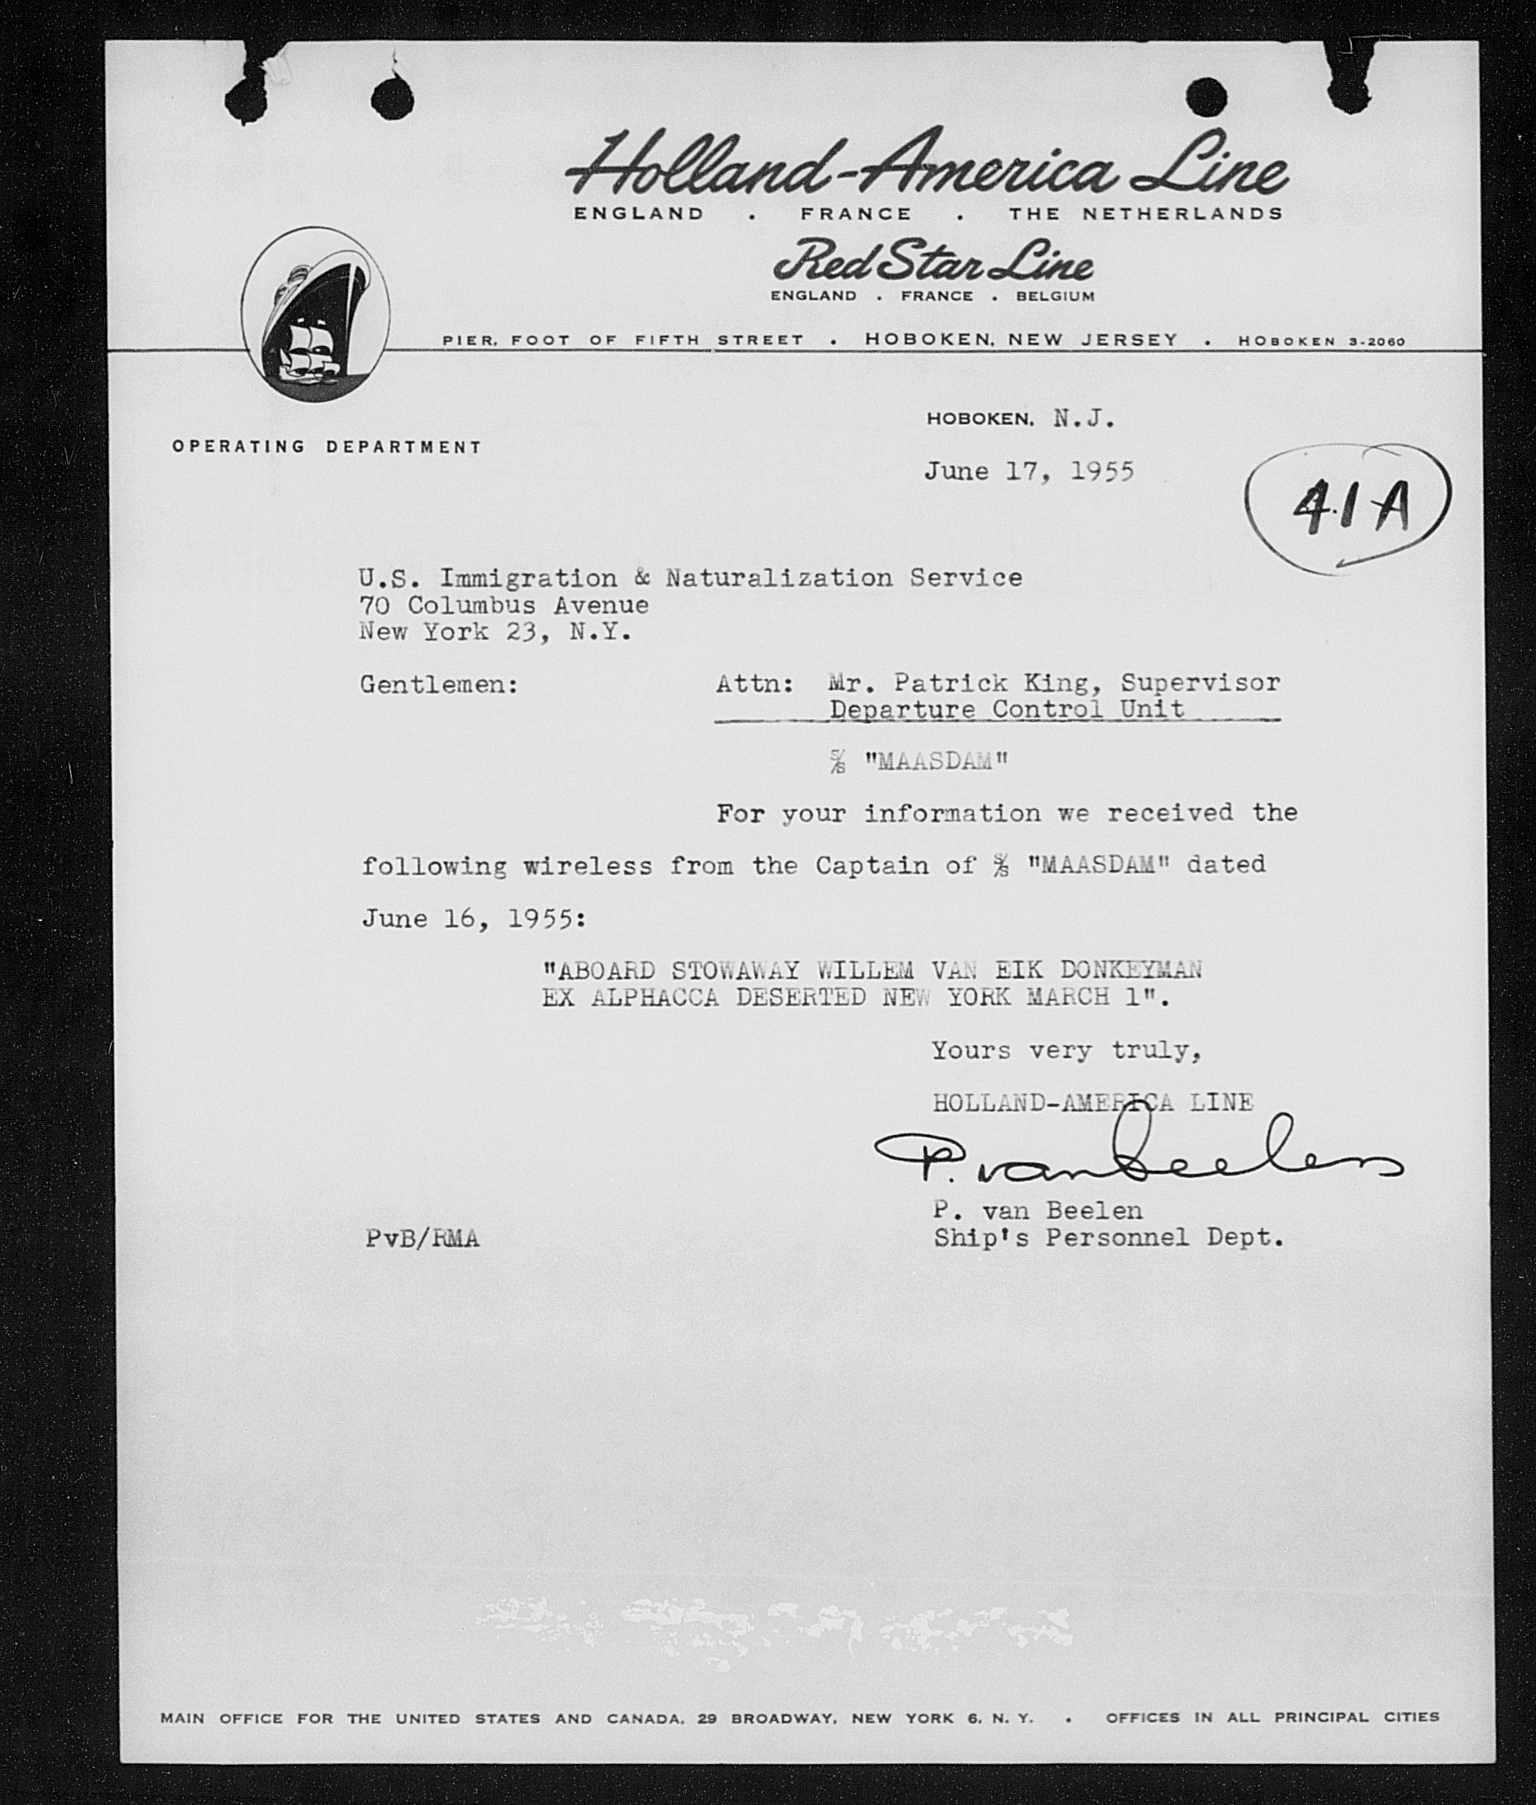 Holland-America Line
ENGLAND . FRANCE . THE NETHERLANDS
Red Star Line
ENGLAND . FRANCE . BELGIUM
PIER, FOOT OF FIFTH STREET . HOBOKEN, NEW JERSEY . HOBOKEN 3-2060
HOBOKEN, N.J.
OPERATING DEPARTMENT
June 17, 1955
41A
U.S. Immigration & Naturalization Service
70 Columbus Avenue
New York 23, N.Y.
Gentlemen: Attn: Mr. Patrick King, Supervisor
Departure Control Unit
S/S "MAASDAM"
For your information we received the
following wireless from the Captain of S/S "MAASDAM" dated
June 16, 1955:
"ABOARD STOWAWAY WILLEM VAN EIK DONKEYMAN
EX ALPHACCA DESERTED NEW YORK MARCH 1".
Yours very truly,
HOLLAND-AMERICA LINE
P. van Beelen
P. van Beelen
PvB/RMA Ship's Personnel Dept.
MAIN OFFICE FOR THE UNITED STATES AND CANADA, 29 BROADWAY, NEW YORK 6, N. Y. . OFFICES IN ALL PRINCIPAL CITIES